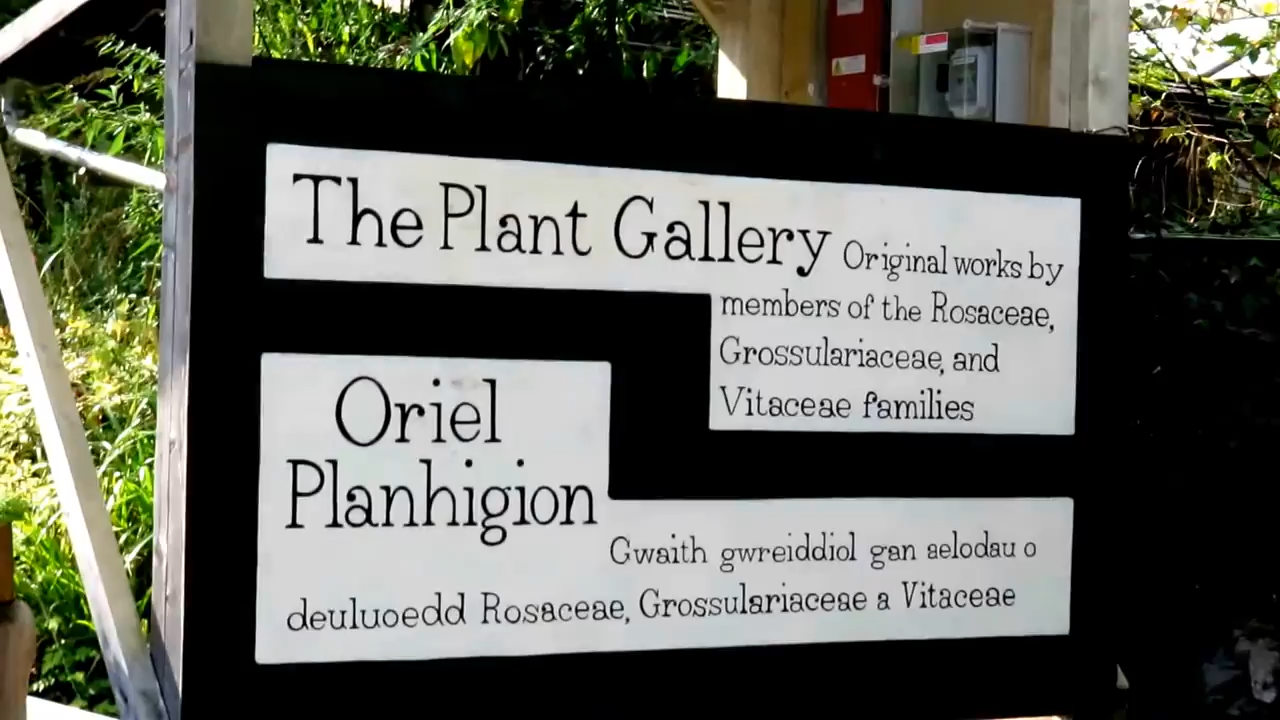 The Plant Gallery Original works by
members of the Rosaceae,
Grossulariaceae, and
Vitaceae families
Oriel
Planhigion
Gwaith gwreiddiol gan aelodau o
deuluoedd Rosaceae, Grossulariaceae a Vitaceae